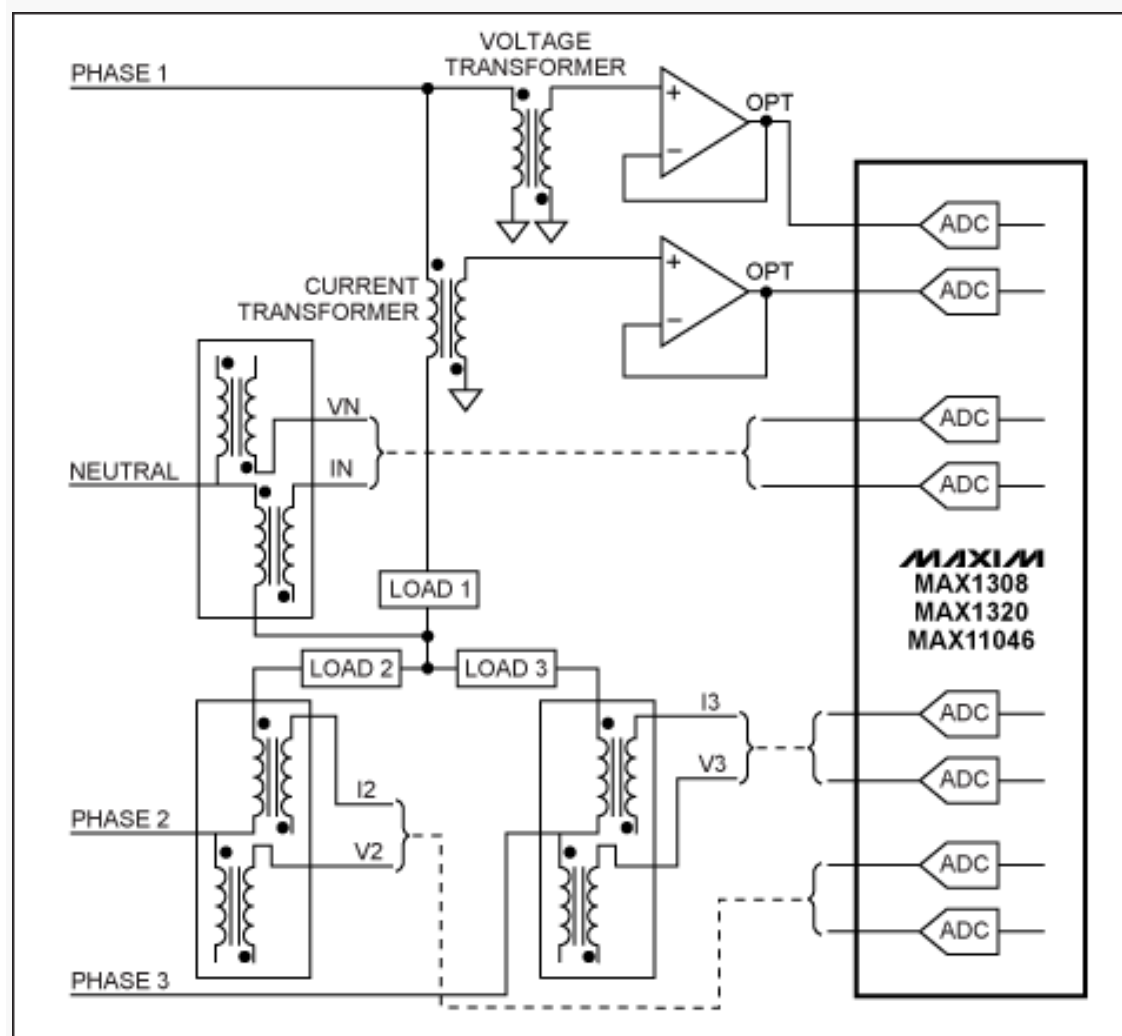 VOLTAGE
TRANSFORMER
PHASE 1
+
OPT
−
ADC
+
OPT
ADC
−
CURRENT
TRANSFORMER
VN
ADC
NEUTRAL
IN
ADC
MAXIM
MAX1308
MAX1320
MAX11046
LOAD 1
LOAD 2
LOAD 3
I3
ADC
V3
ADC
I2
PHASE 2
V2
ADC
ADC
PHASE 3